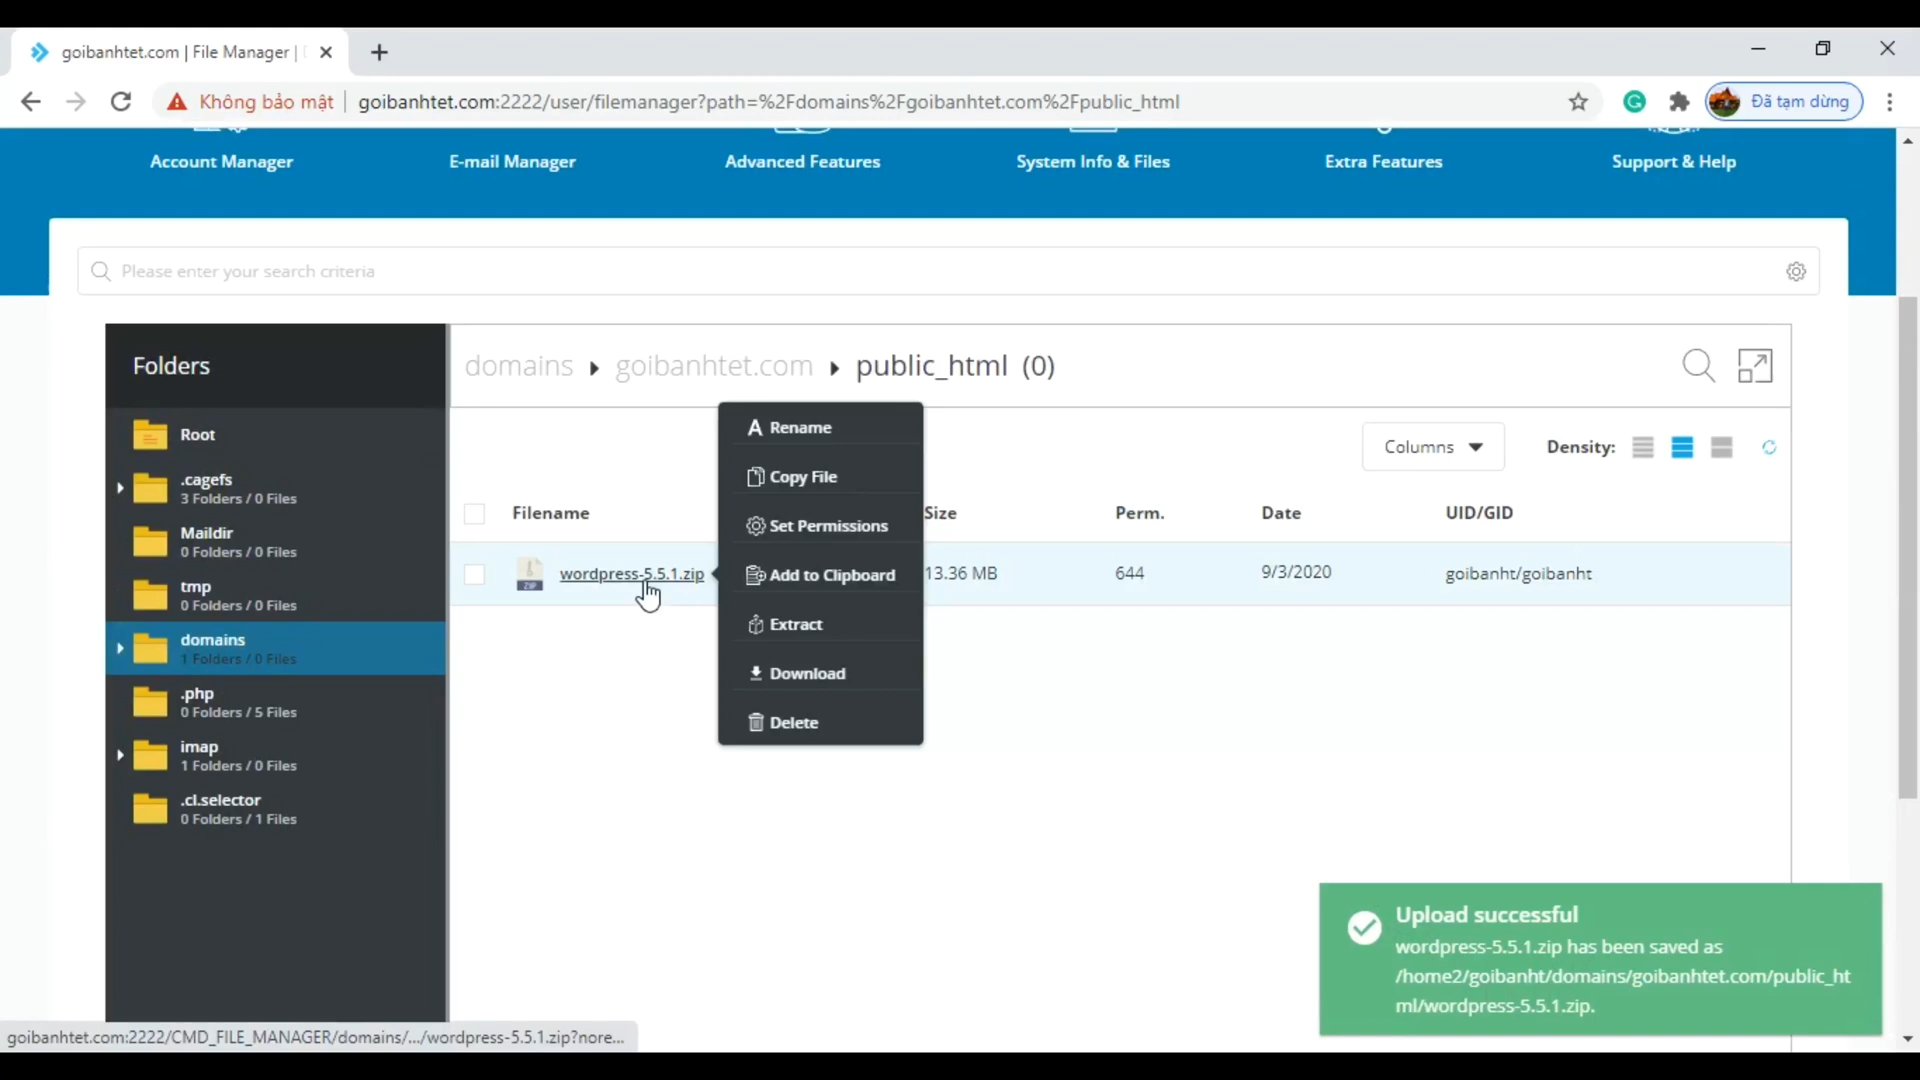 goibanhtet.com | File Manager |
Không bảo mật
goibanhtet.com:2222/user/filemanager?path=%2Fdomains%2Fgoibanhtet.com%2Fpublic_html
Đã tạm dừng
Account Manager
E-mail Manager
Advanced Features
System Info & Files
Extra Features
Support & Help
Please enter your search criteria
Folders
domains
goibanhtet.com
public_html (0)
Root
.cagefs
3 Folders / 0 Files
Maildir
0 Folders / 0 Files
tmp
0 Folders / 0 Files
domains
1 Folders / 0 Files
.php
0 Folders / 5 Files
imap
1 Folders / 0 Files
.cl.selector
0 Folders / 1 Files
Columns
Density:
Filename
Size
Perm.
Date
UID/GID
ZIP
wordpress-5.5.1.zip
13.36 MB
644
9/3/2020
goibanht/goibanht
A Rename
Copy File
Set Permissions
Add to Clipboard
Extract
Download
Delete
Upload successful
wordpress-5.5.1.zip has been saved as
/home2/goibanht/domains/goibanhtet.com/public_ht
ml/wordpress-5.5.1.zip.
goibanhtet.com:2222/CMD_FILE_MANAGER/domains/.../wordpress-5.5.1.zip?nore...